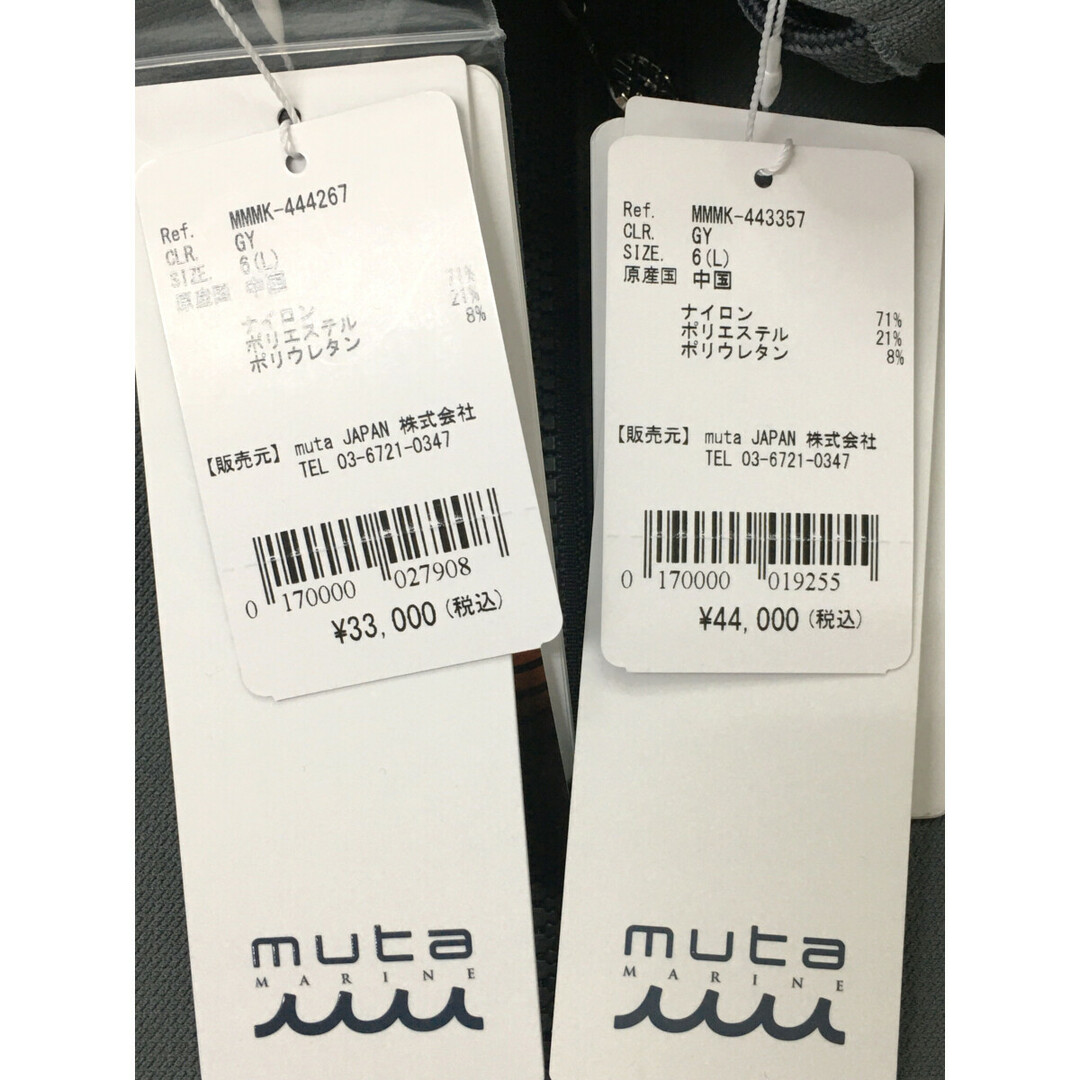 Ref. MMMK-444267
CLR. GY
SIZE. 6(L)
原産国 中国
ナイロン 71%
ポリエステル 21%
ポリウレタン 8%
【販売元】 muta JAPAN 株式会社
TEL 03-6721-0347
0 170000 027908
¥33,000(税込)
muta
MARINE
Ref. MMMK-443357
CLR. GY
SIZE. 6(L)
原産国 中国
ナイロン 71%
ポリエステル 21%
ポリウレタン 8%
【販売元】 muta JAPAN 株式会社
TEL 03-6721-0347
0 170000 019255
¥44,000(税込)
muta
MARINE